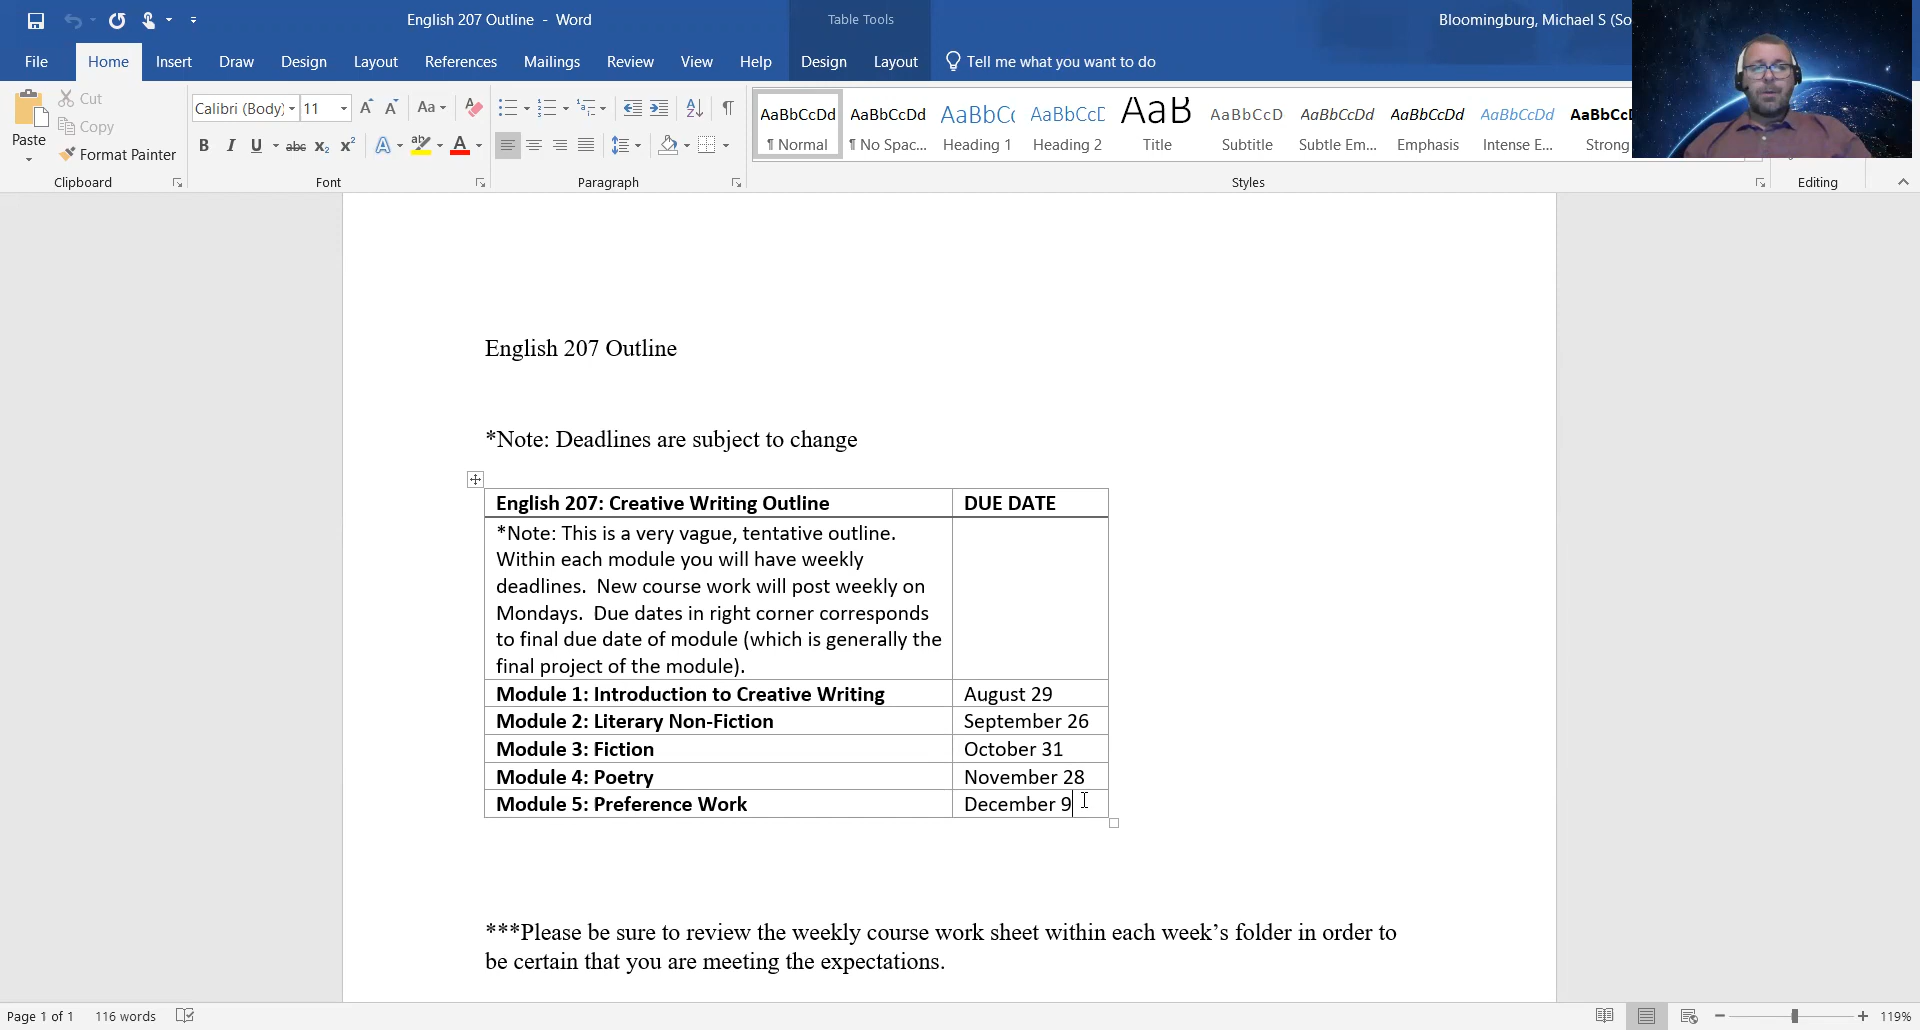 English 207 Outline - Word
Table Tools
Bloomingburg, Michael S (So
File Home Insert Draw Design Layout References Mailings Review View Help Design Layout Tell me what you want to do
Paste
Cut
Copy
Format Painter
Clipboard
Calibri (Body) 11
Font
Paragraph
AaBbCcDd AaBbCcDd AaBbC AaBbCc AaB AaBbCcD AaBbCcDd AaBbCcDd AaBbCcDd AaBbCcD
¶ Normal ¶ No Spac... Heading 1 Heading 2 Title Subtitle Subtle Em... Emphasis Intense E... Strong
Styles
Editing
English 207 Outline
*Note: Deadlines are subject to change
English 207: Creative Writing Outline DUE DATE
*Note: This is a very vague, tentative outline.
Within each module you will have weekly
deadlines.  New course work will post weekly on
Mondays.  Due dates in right corner corresponds
to final due date of module (which is generally the
final project of the module).
Module 1: Introduction to Creative Writing August 29
Module 2: Literary Non-Fiction September 26
Module 3: Fiction October 31
Module 4: Poetry November 28
Module 5: Preference Work December 9
***Please be sure to review the weekly course work sheet within each week’s folder in order to
be certain that you are meeting the expectations.
Page 1 of 1 116 words 119%